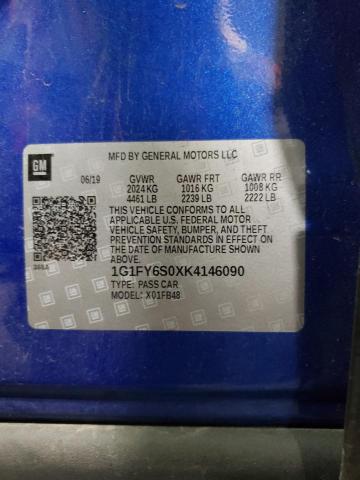 MFD BY GENERAL MOTORS LLC
GM
06/19 GVWR GAWR FRT GAWR RR
2024 KG 1016 KG 1008 KG
4461 LB 2239 LB 2222 LB
THIS VEHICLE CONFORMS TO ALL
APPLICABLE U.S. FEDERAL MOTOR
VEHICLE SAFETY, BUMPER, AND THEFT
PREVENTION STANDARDS IN EFFECT ON
THE DATE OF MANUFACTURE SHOWN ABOVE.
1G1FY6S0XK4146090
TYPE: PASS CAR
MODEL: X01FB48